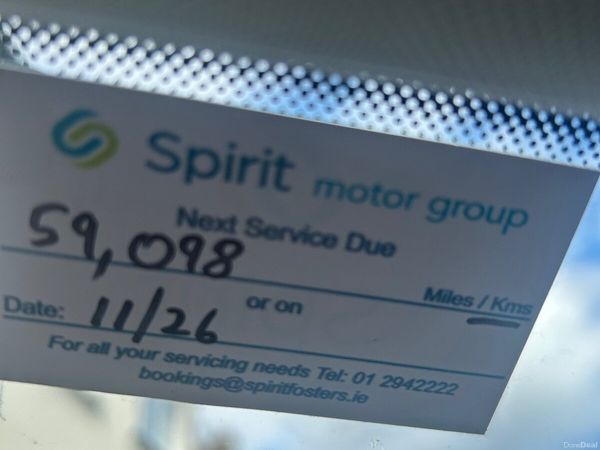 Spirit motor group
Next Service Due
59,098
Miles / Kms
or on
Date: 11/26
For all your servicing needs Tel: 01 2942222
bookings@spiritfosters.ie
DoneDeal